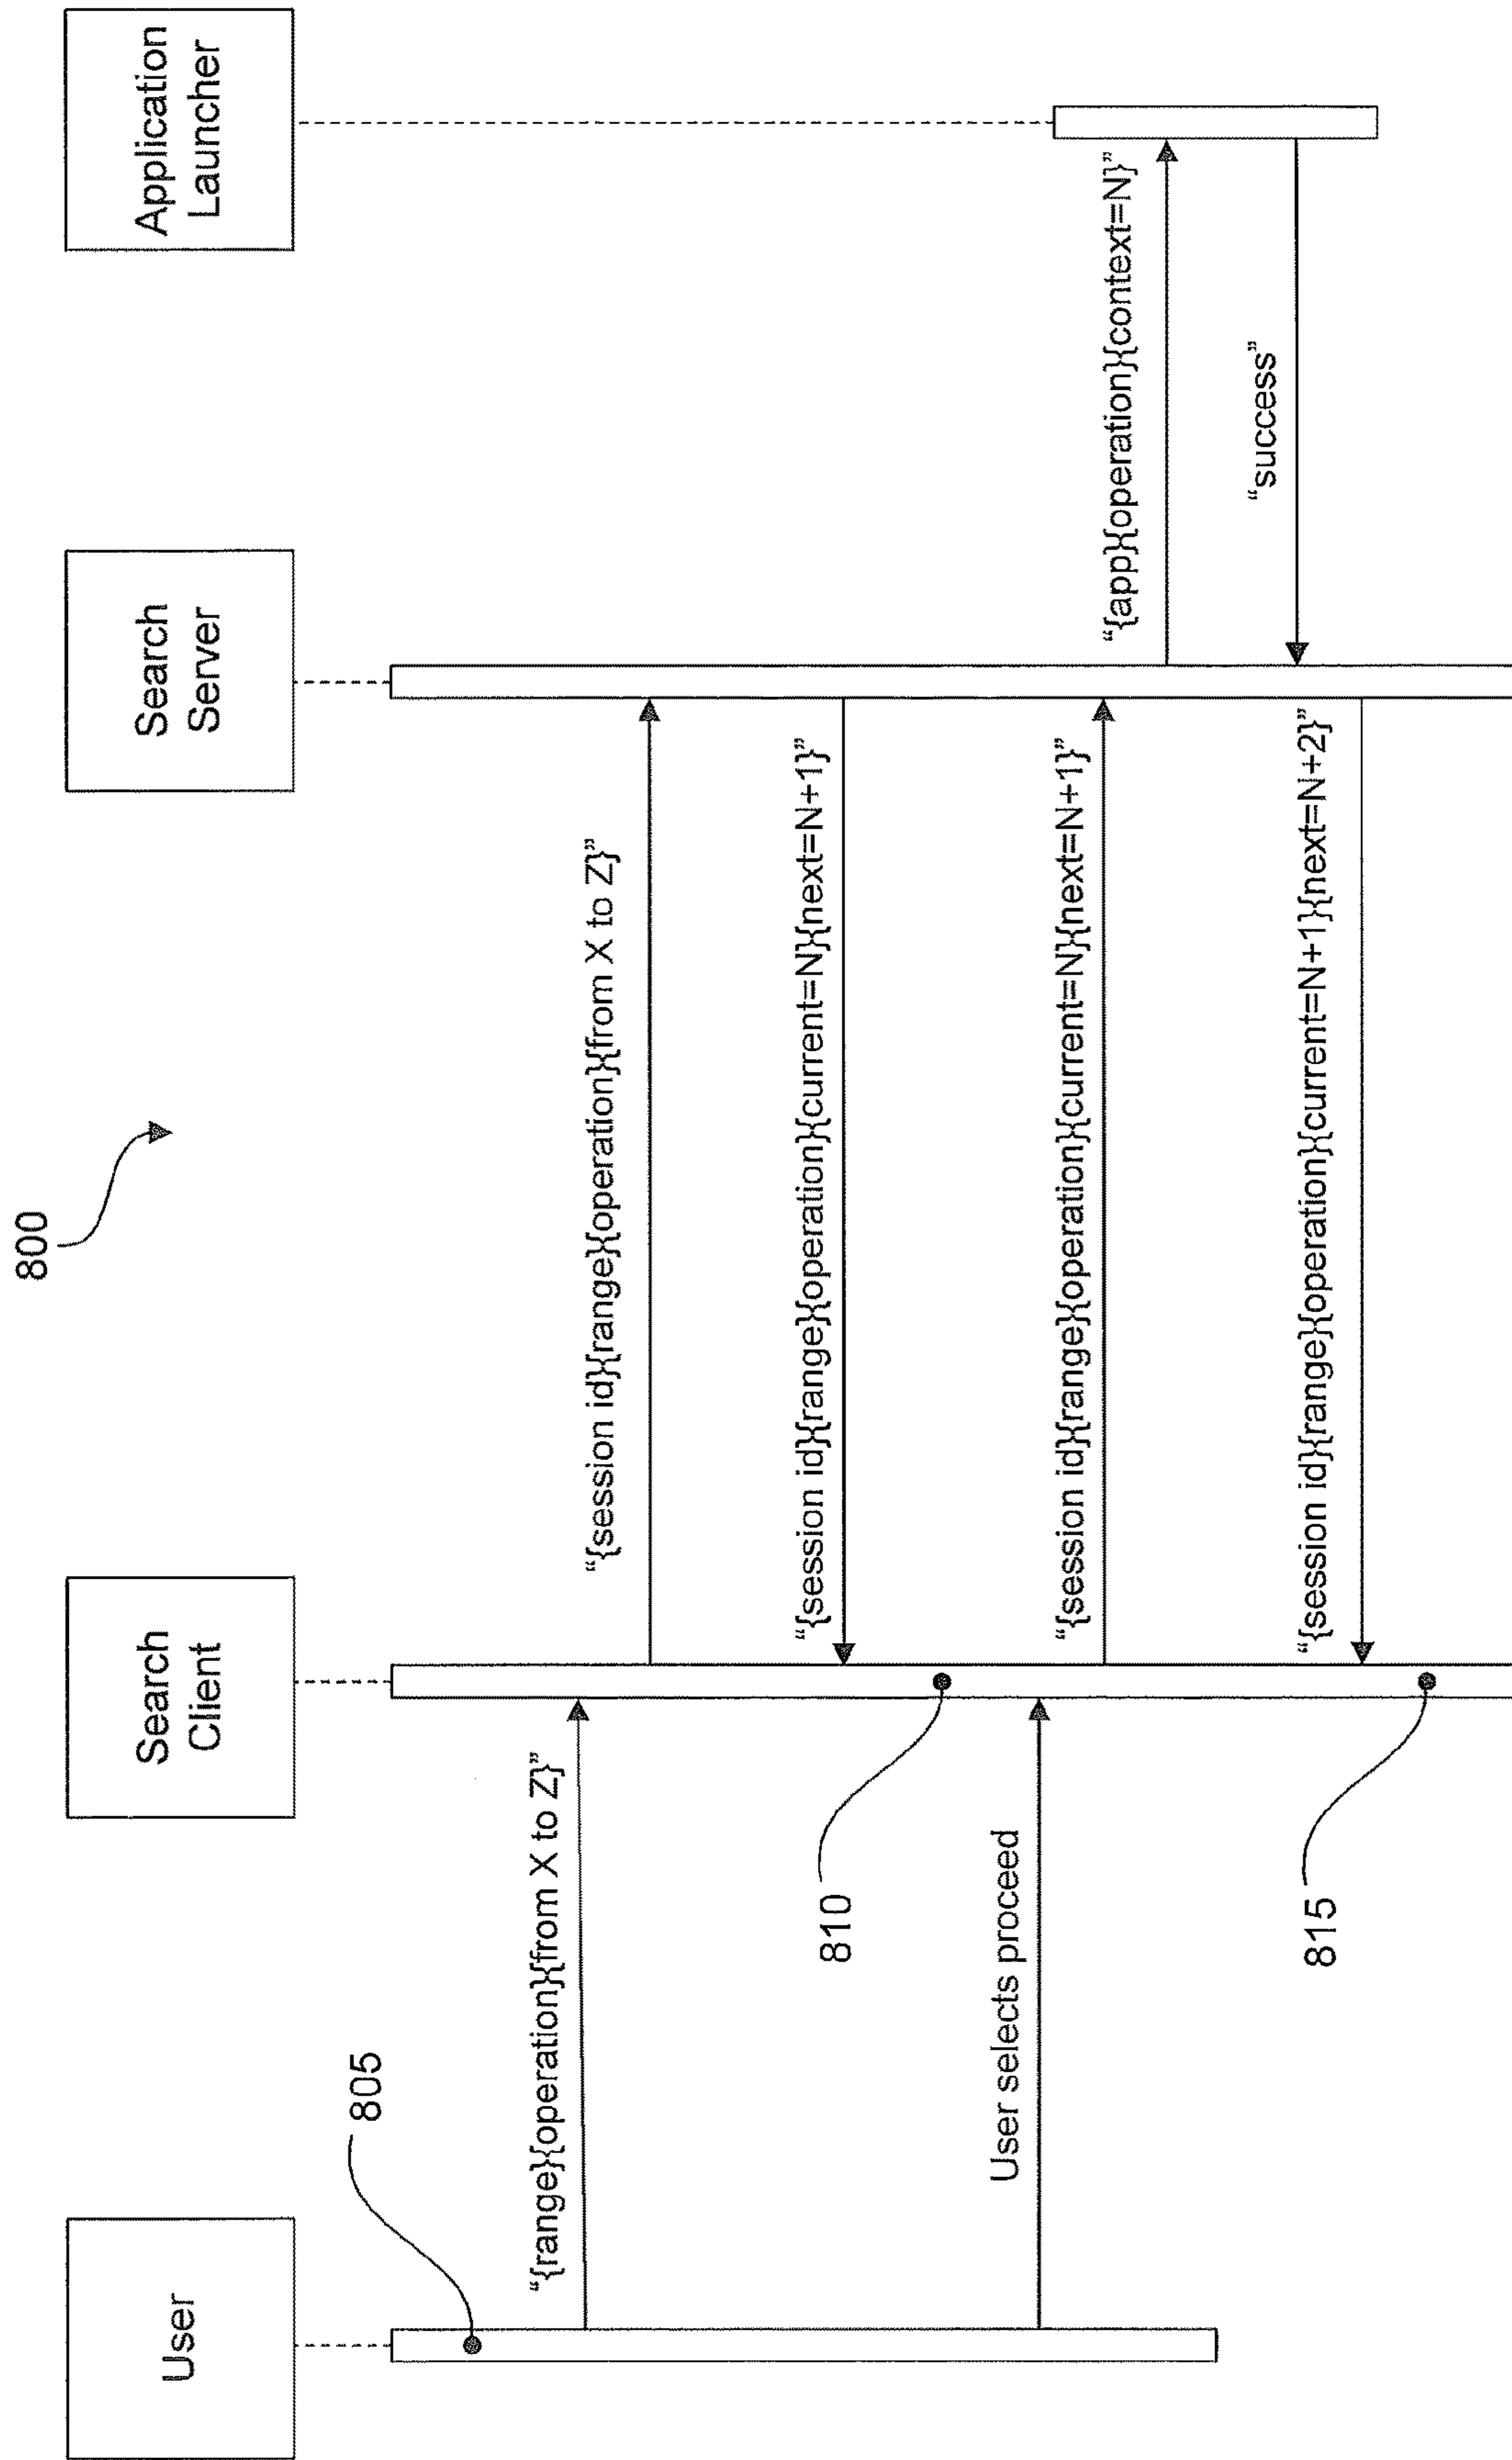 800
User
Search
Client
Search
Server
Application
Launcher
805
“{range}{operation}{from X to Z}”
“{session id}{range}{operation}{from X to Z}”
“{session id}{range}{operation}{current=N}{next=N+1}”
810
User selects proceed
“{session id}{range}{operation}{current=N}{next=N+1}”
“{app}{operation}{context=N}”
“success”
“{session id}{range}{operation}{current=N+1}{next=N+2}”
815